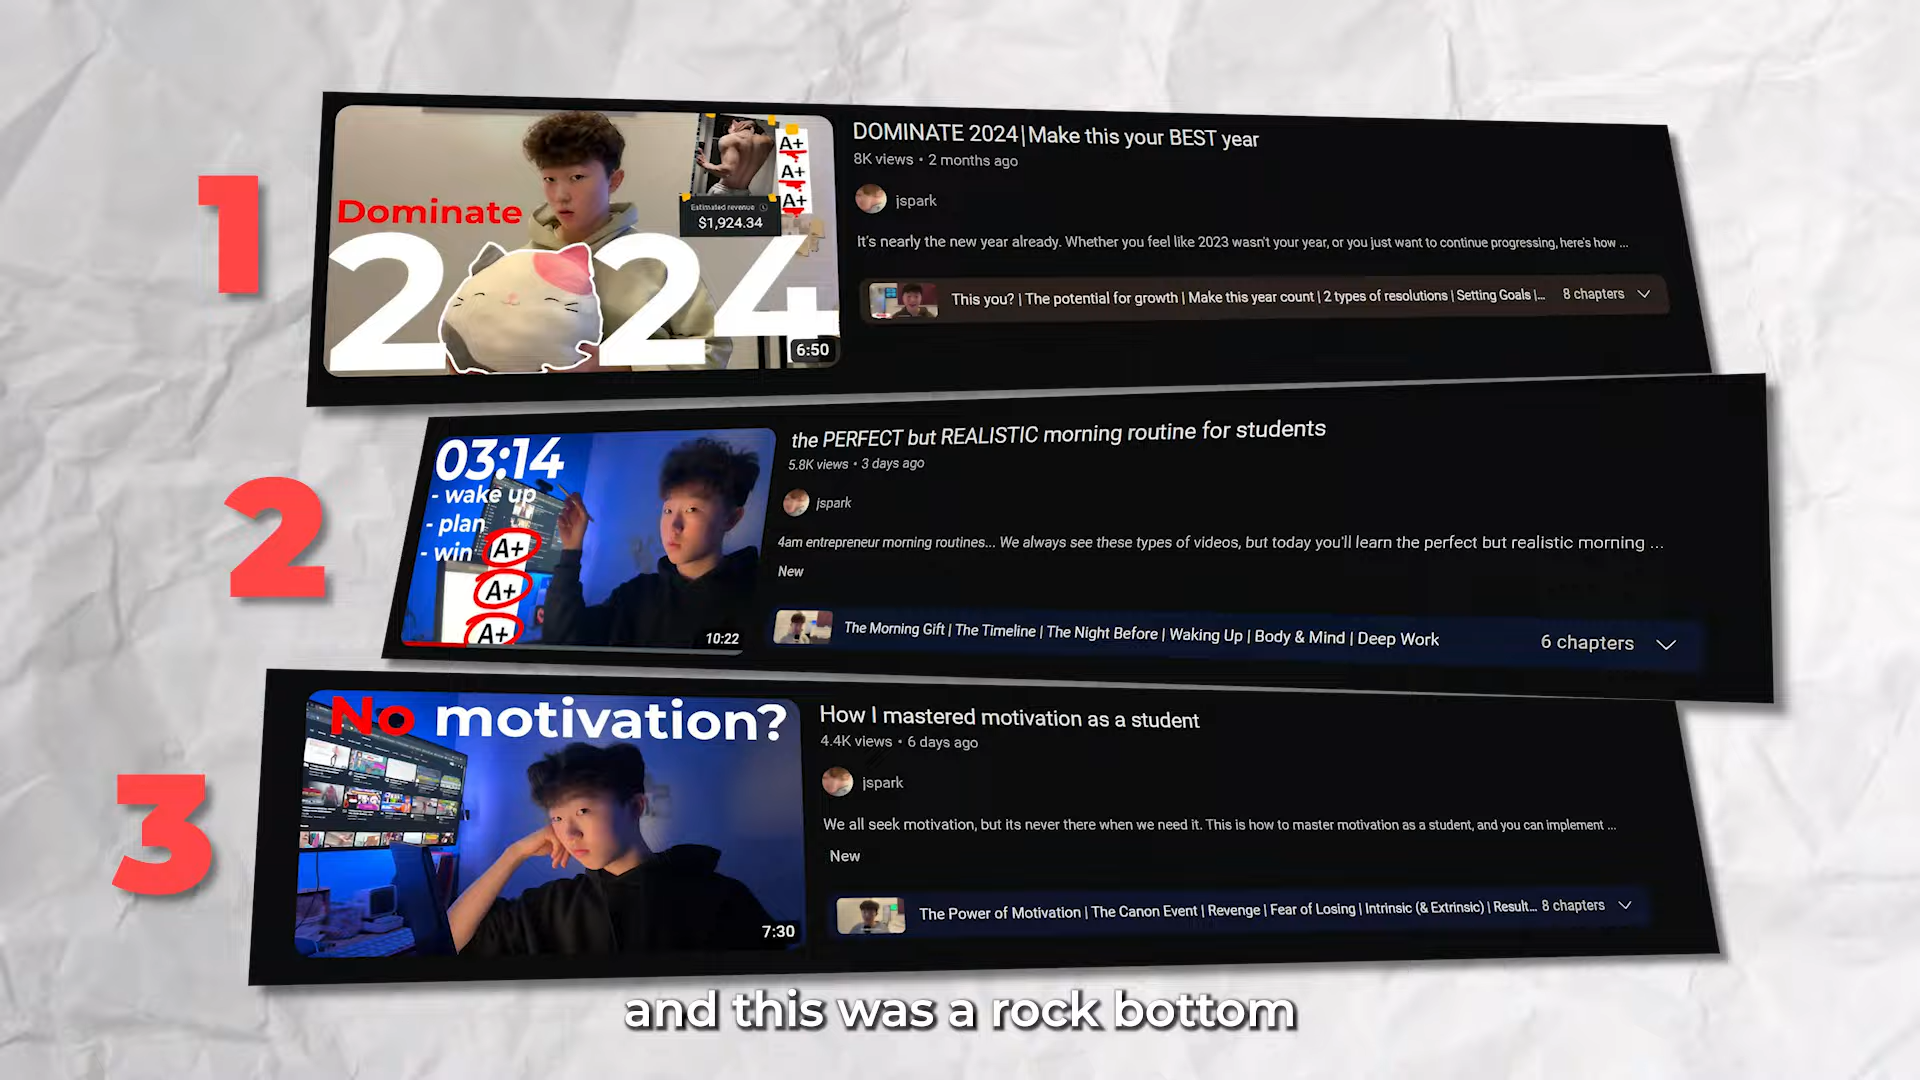 1
Dominate
2 24
Estimated revenue
$1,924.34
A+
A+
A+
6:50
DOMINATE 2024|Make this your BEST year
8K views • 2 months ago
jspark
It's nearly the new year already. Whether you feel like 2023 wasn't your year, or you just want to continue progressing, here's how ...
This you? | The potential for growth | Make this year count | 2 types of resolutions | Setting Goals |... 8 chapters
2
03:14
- wake up
- plan
- win
A+
A+
A+
10:22
the PERFECT but REALISTIC morning routine for students
5.8K views • 3 days ago
jspark
4am entrepreneur morning routines... We always see these types of videos, but today you'll learn the perfect but realistic morning ...
New
The Morning Gift | The Timeline | The Night Before | Waking Up | Body & Mind | Deep Work 6 chapters
3
No motivation?
7:30
How I mastered motivation as a student
4.4K views • 6 days ago
jspark
We all seek motivation, but its never there when we need it. This is how to master motivation as a student, and you can implement ...
New
The Power of Motivation | The Canon Event | Revenge | Fear of Losing | Intrinsic (& Extrinsic) | Result... 8 chapters
and this was a rock bottom